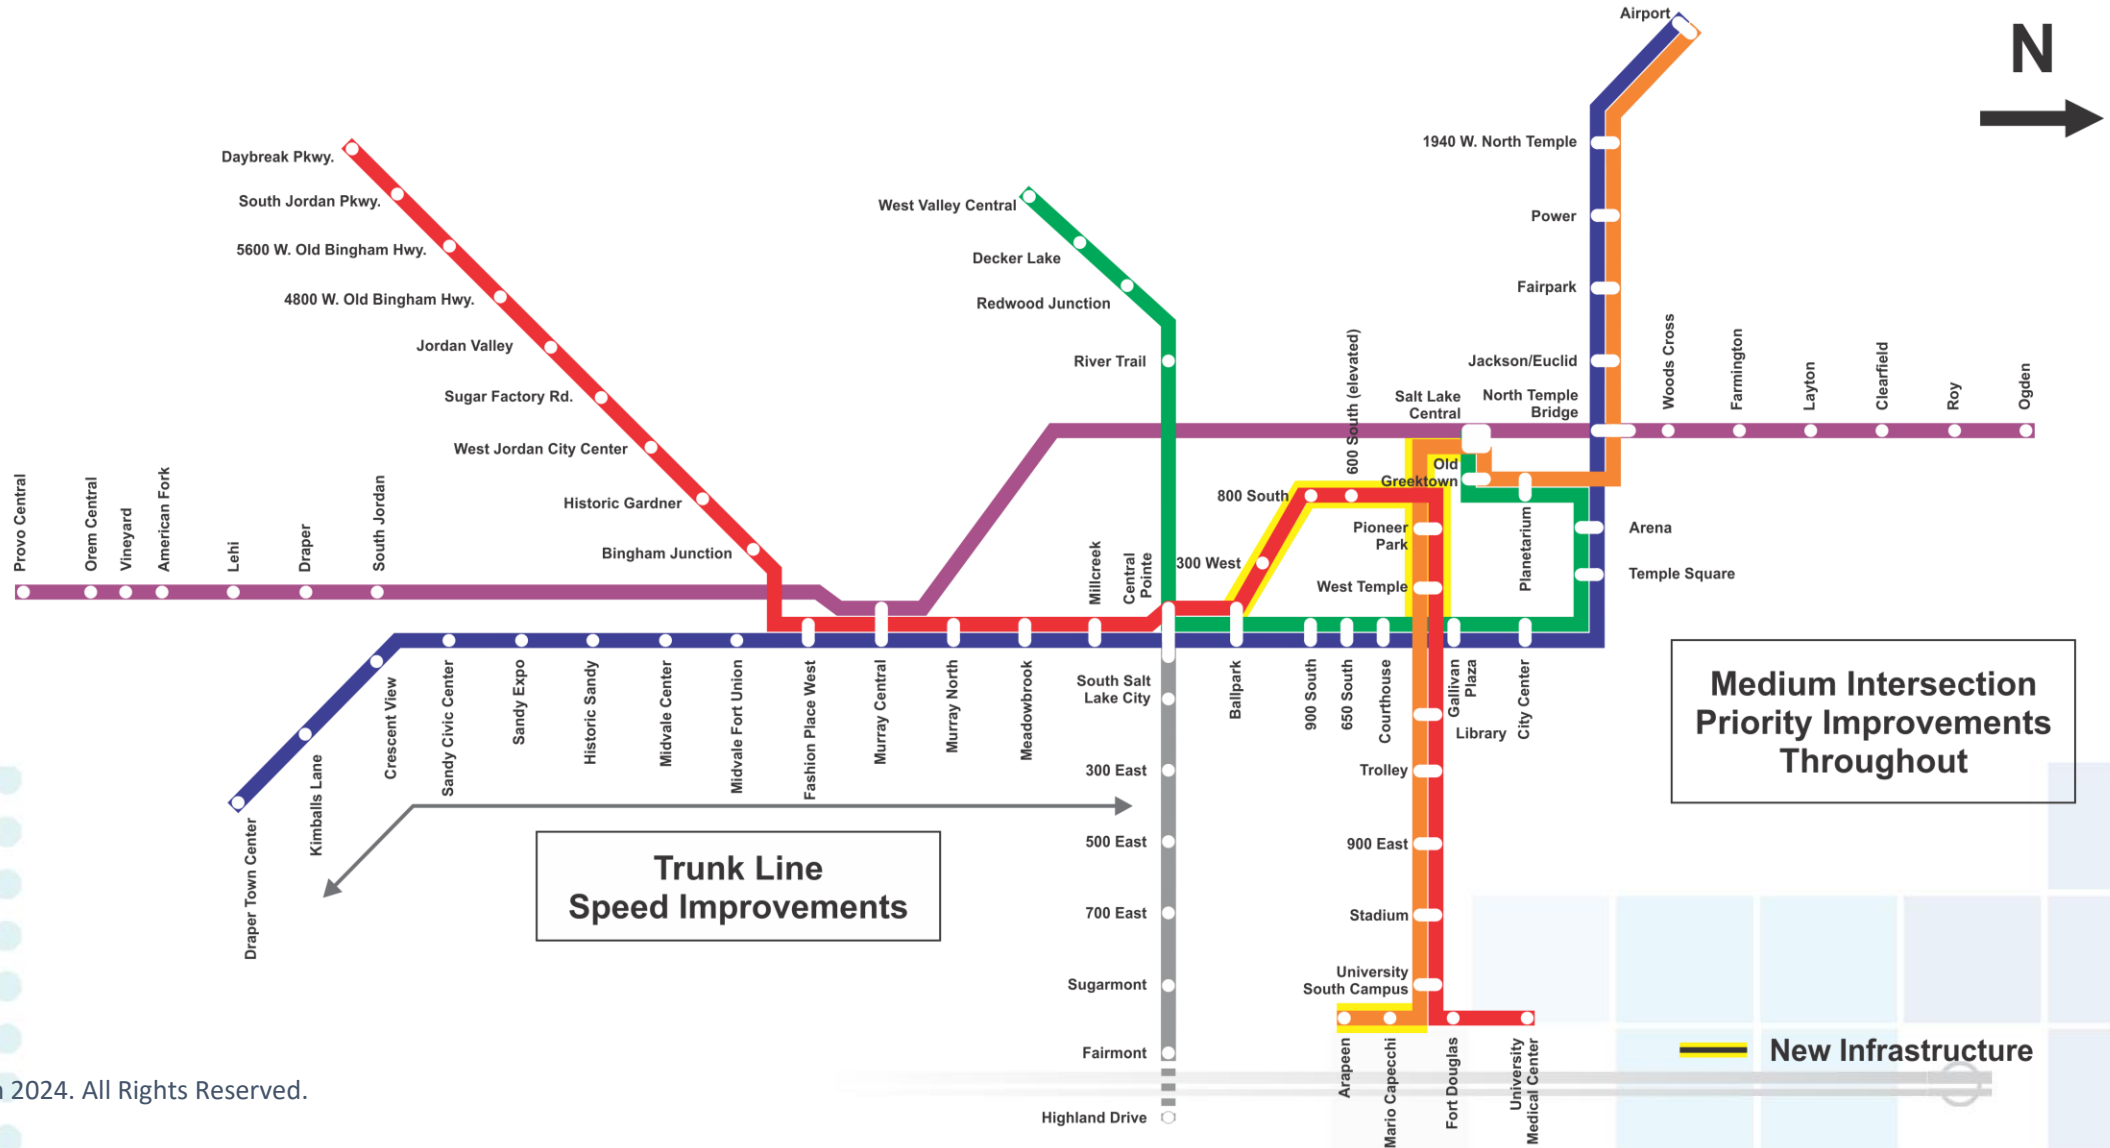 Airport
N
Daybreak Pkwy.
South Jordan Pkwy.
5600 W. Old Bingham Hwy.
4800 W. Old Bingham Hwy.
Jordan Valley
Sugar Factory Rd.
West Jordan City Center
Historic Gardner
Bingham Junction
West Valley Central
Decker Lake
Redwood Junction
River Trail
1940 W. North Temple
Power
Fairpark
Jackson/Euclid
North Temple
Bridge
Salt Lake
Central
Old
Greektown
600 South (elevated)
800 South
300 West
Pioneer
Park
West Temple
Planetarium
Arena
Temple Square
Woods Cross
Farmington
Layton
Clearfield
Roy
Ogden
Provo Central
Orem Central
Vineyard
American Fork
Lehi
Draper
South Jordan
Millcreek
Central
Pointe
Draper Town Center
Kimballs Lane
Crescent View
Sandy Civic Center
Sandy Expo
Historic Sandy
Midvale Center
Midvale Fort Union
Fashion Place West
Murray Central
Murray North
Meadowbrook
South Salt
Lake City
Ballpark
900 South
650 South
Courthouse
Gallivan
Plaza
Library
City Center
300 East
500 East
700 East
Sugarmont
Fairmont
Highland Drive
Trolley
900 East
Stadium
University
South Campus
Arapeen
Mario Capecchi
Fort Douglas
University
Medical Center
Medium Intersection
Priority Improvements
Throughout
Trunk Line
Speed Improvements
New Infrastructure
2024. All Rights Reserved.